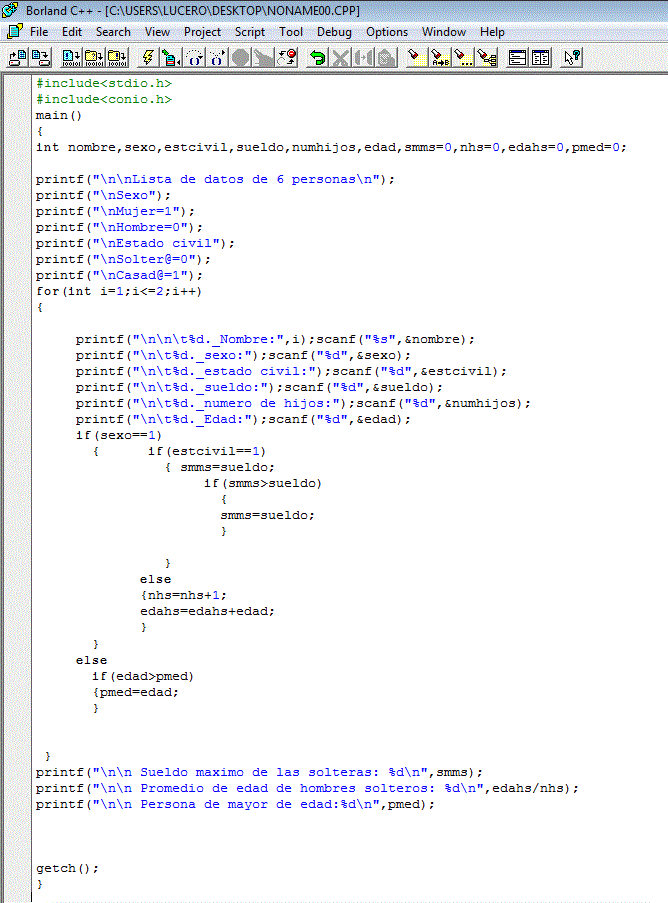 Borland C++ - [C:\USERS\LUCERO\DESKTOP\NONAME00.CPP]
File Edit Search View Project Script Tool Debug Options Window Help
#include<stdio.h>
#include<conio.h>
main()
{
int nombre,sexo,estcivil,sueldo,numhijos,edad,smms=0,nhs=0,edahs=0,pmed=0;
printf("\n\nLista de datos de 6 personas\n");
printf("\nSexo");
printf("\nMujer=1");
printf("\nHombre=0");
printf("\nEstado civil");
printf("\nSolter@=0");
printf("\nCasad@=1");
for(int i=1;i<=2;i++)
{
printf("\n\n\t%d._Nombre:",i);scanf("%s",&nombre);
printf("\n\t%d._sexo:");scanf("%d",&sexo);
printf("\n\t%d._estado civil:");scanf("%d",&estcivil);
printf("\n\t%d._sueldo:");scanf("%d",&sueldo);
printf("\n\t%d._numero de hijos:");scanf("%d",&numhijos);
printf("\n\t%d._Edad:");scanf("%d",&edad);
if(sexo==1)
{ if(estcivil==1)
{ smms=sueldo;
if(smms>sueldo)
{
smms=sueldo;
}
}
else
{nhs=nhs+1;
edahs=edahs+edad;
}
}
else
if(edad>pmed)
{pmed=edad;
}
}
printf("\n\n Sueldo maximo de las solteras: %d\n",smms);
printf("\n\n Promedio de edad de hombres solteros: %d\n",edahs/nhs);
printf("\n\n Persona de mayor de edad:%d\n",pmed);
getch();
}